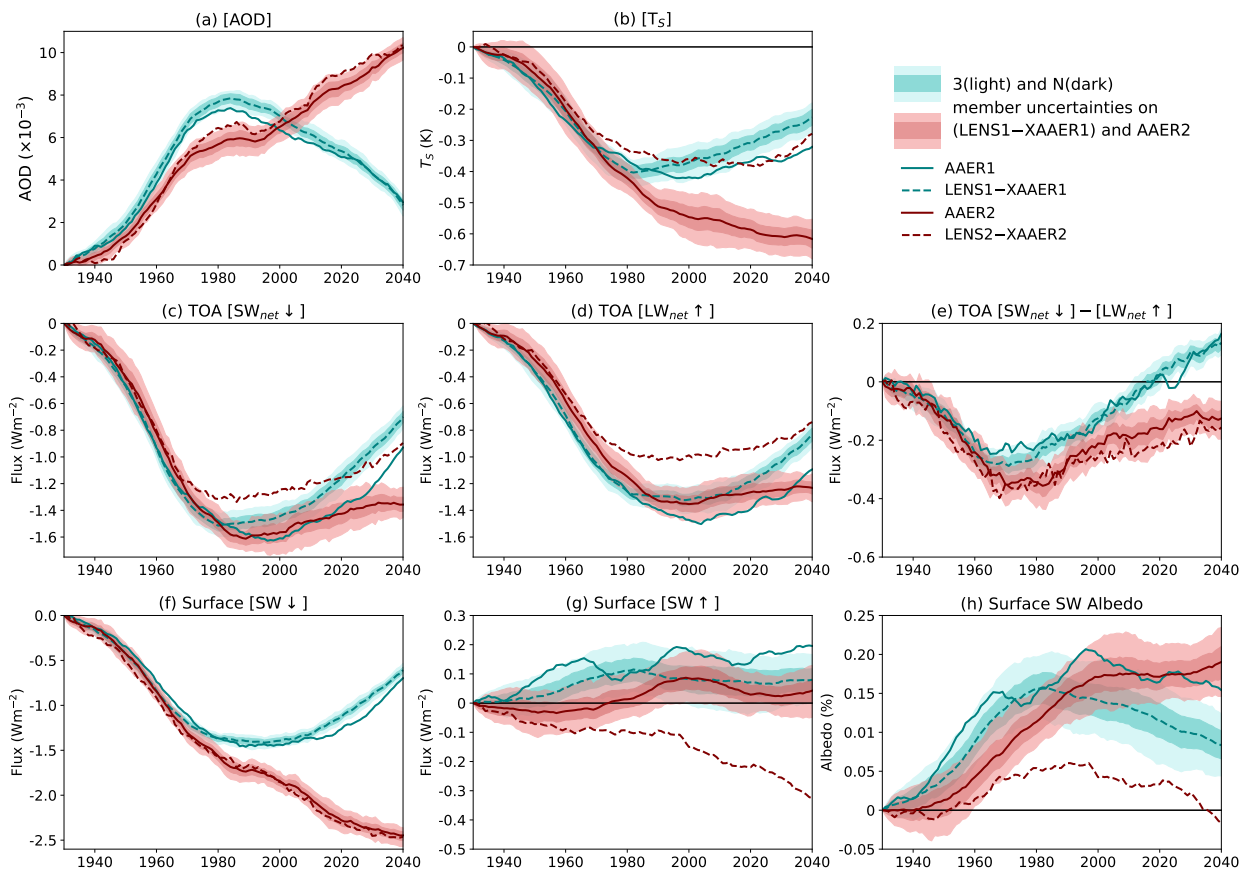 (a) [AOD]
10
8
6
4
2
0
AOD (×10⁻³)
1940 1960 1980 2000 2020 2040
(b) [T_S]
0
-0.1
-0.2
-0.3
-0.4
-0.5
-0.6
-0.7
T_S (K)
1940 1960 1980 2000 2020 2040
3(light) and N(dark)
member uncertainties on
(LENS1−XAAER1) and AAER2
AAER1
LENS1−XAAER1
AAER2
LENS2−XAAER2
(c) TOA [SW_net ↓]
0
-0.2
-0.4
-0.6
-0.8
-1.0
-1.2
-1.4
-1.6
Flux (Wm⁻²)
1940 1960 1980 2000 2020 2040
(d) TOA [LW_net ↑]
0
-0.2
-0.4
-0.6
-0.8
-1.0
-1.2
-1.4
-1.6
Flux (Wm⁻²)
1940 1960 1980 2000 2020 2040
(e) TOA [SW_net ↓]−[LW_net ↑]
0.2
0
-0.2
-0.4
-0.6
Flux (Wm⁻²)
1940 1960 1980 2000 2020 2040
(f) Surface [SW ↓]
0.0
-0.5
-1.0
-1.5
-2.0
-2.5
Flux (Wm⁻²)
1940 1960 1980 2000 2020 2040
(g) Surface [SW ↑]
0.3
0.2
0.1
0
-0.1
-0.2
-0.3
-0.4
-0.5
Flux (Wm⁻²)
1940 1960 1980 2000 2020 2040
(h) Surface SW Albedo
0.25
0.20
0.15
0.10
0.05
0
-0.05
Albedo (%)
1940 1960 1980 2000 2020 2040